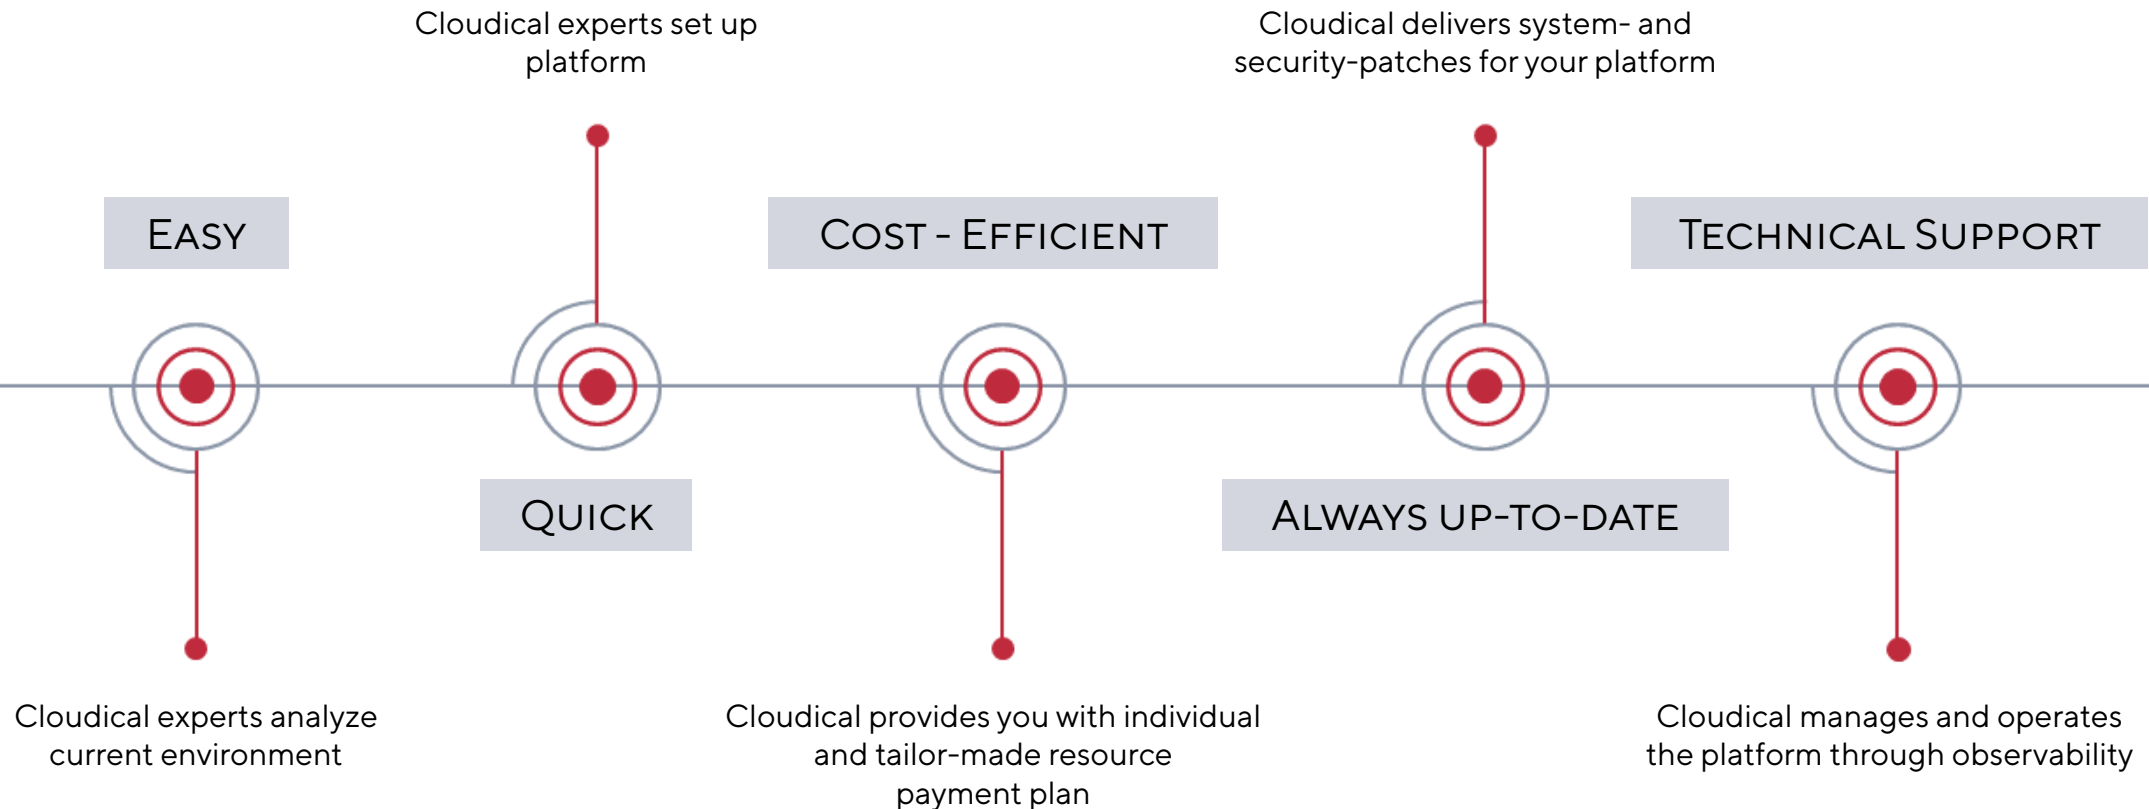 Cloudical experts set up
platform
Cloudical delivers system- and
security-patches for your platform
EASY
COST - EFFICIENT
TECHNICAL SUPPORT
QUICK
ALWAYS UP-TO-DATE
Cloudical experts analyze
current environment
Cloudical provides you with individual
and tailor-made resource
payment plan
Cloudical manages and operates
the platform through observability